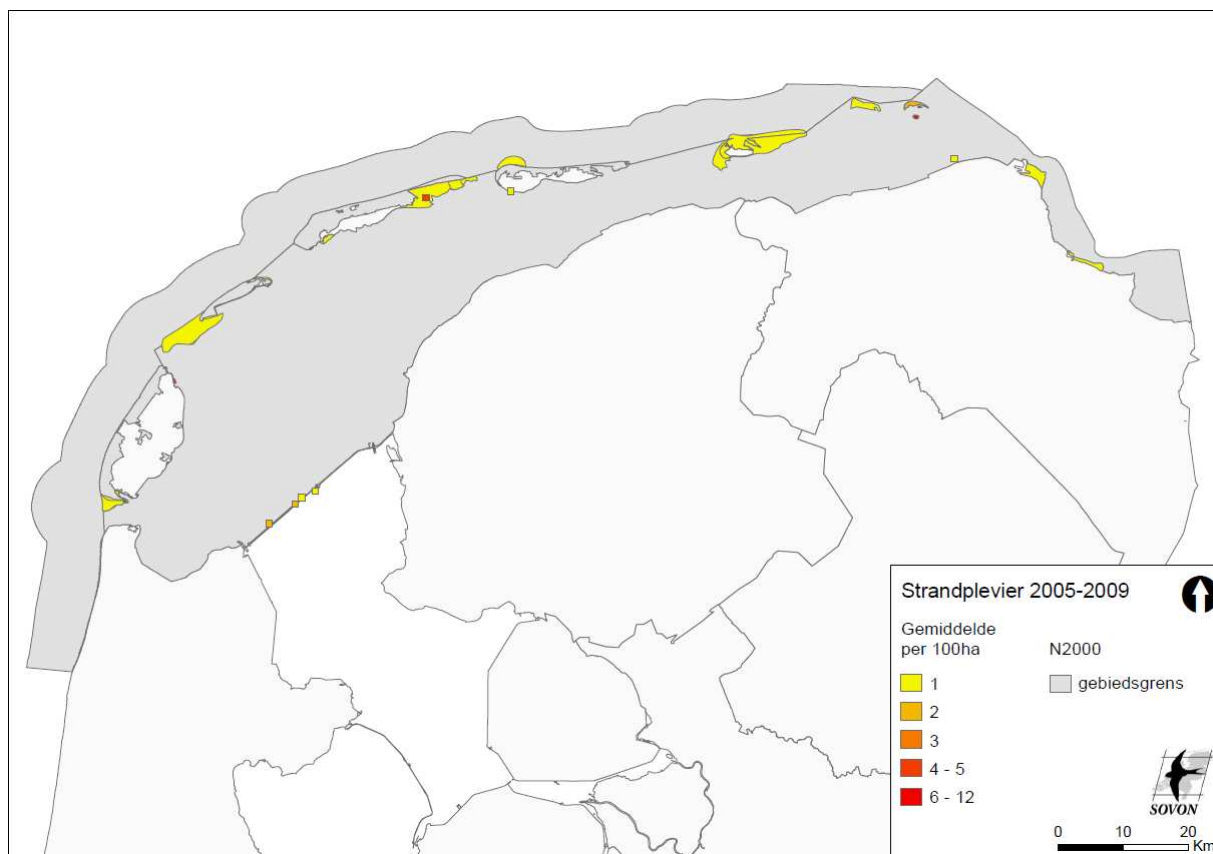 Strandplevier 2005-2009
Gemiddelde
per 100ha
N2000
1
gebiedsgrens
2
3
4 - 5
6 - 12
SOVON
0 10 20
Km